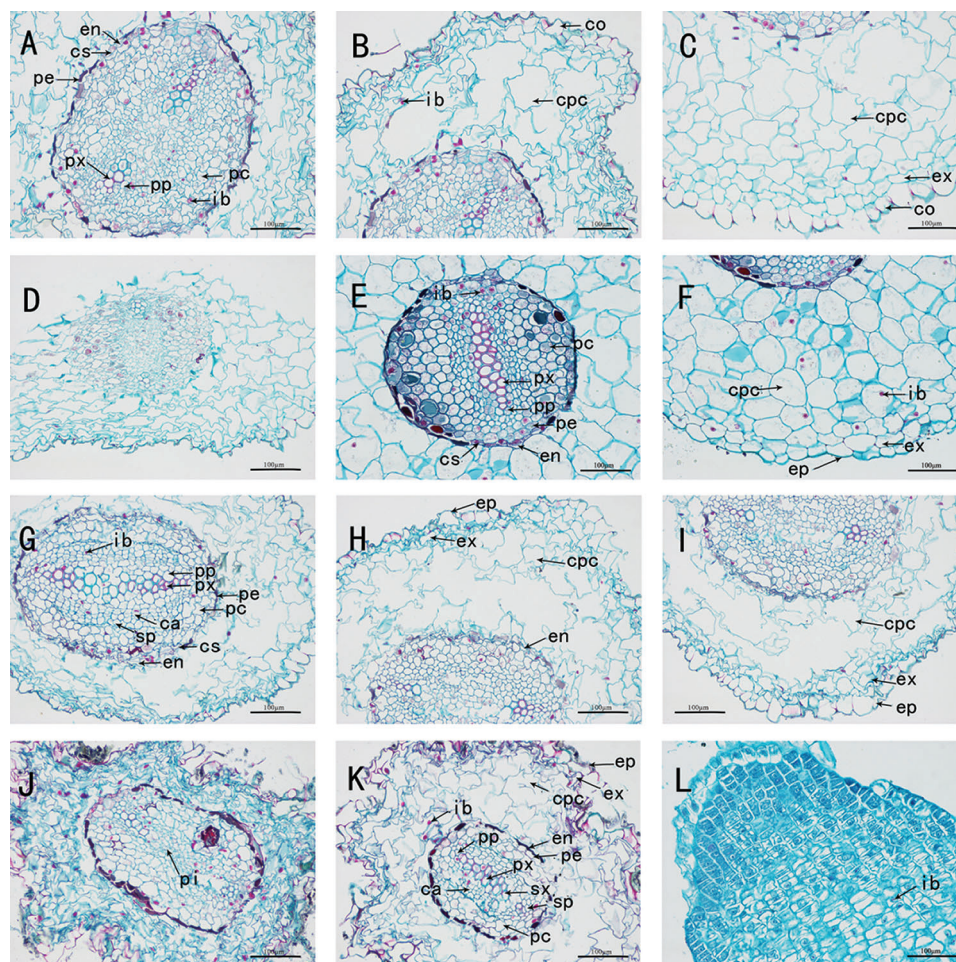 A
en
cs
pe
px
pp
pc
ib
100μm
B
co
ib
cpc
100μm
C
cpc
ex
co
100μm
D
100μm
E
ib
pc
px
pp
pe
cs
en
100μm
F
cpc
ib
ex
ep
100μm
G
ib
pp
px
pe
pc
ca
sp
cs
en
100μm
H
ep
ex
cpc
en
100μm
I
cpc
ex
ep
100μm
J
pi
100μm
K
ep
cpc
ex
ib
pp
en
px
pe
ca
sx
sp
pc
100μm
L
ib
100μm